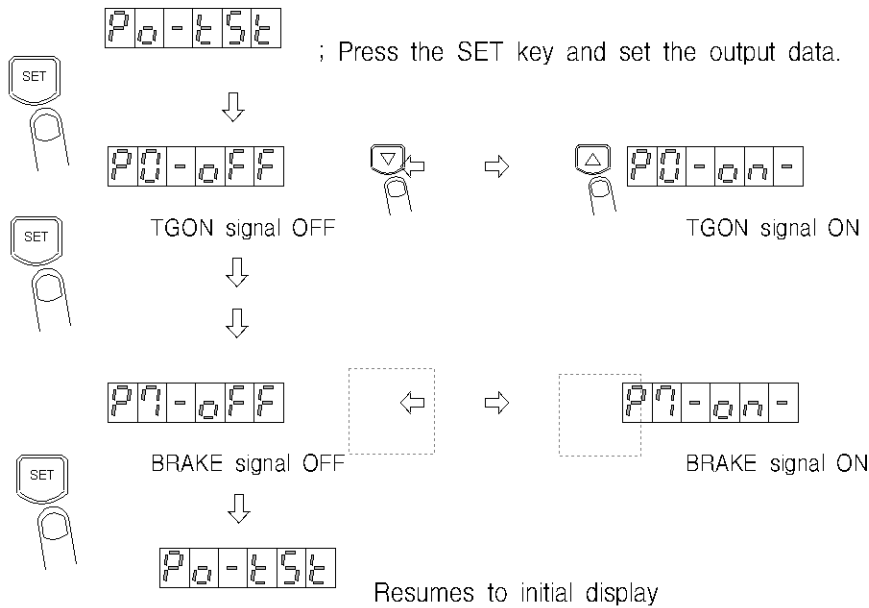 Po-tSt
; Press the SET key and set the output data.
SET
P0-oFF
P0-on-
TGON signal OFF
TGON signal ON
SET
P7-oFF
P7-on-
BRAKE signal OFF
BRAKE signal ON
SET
Po-tSt
Resumes to initial display